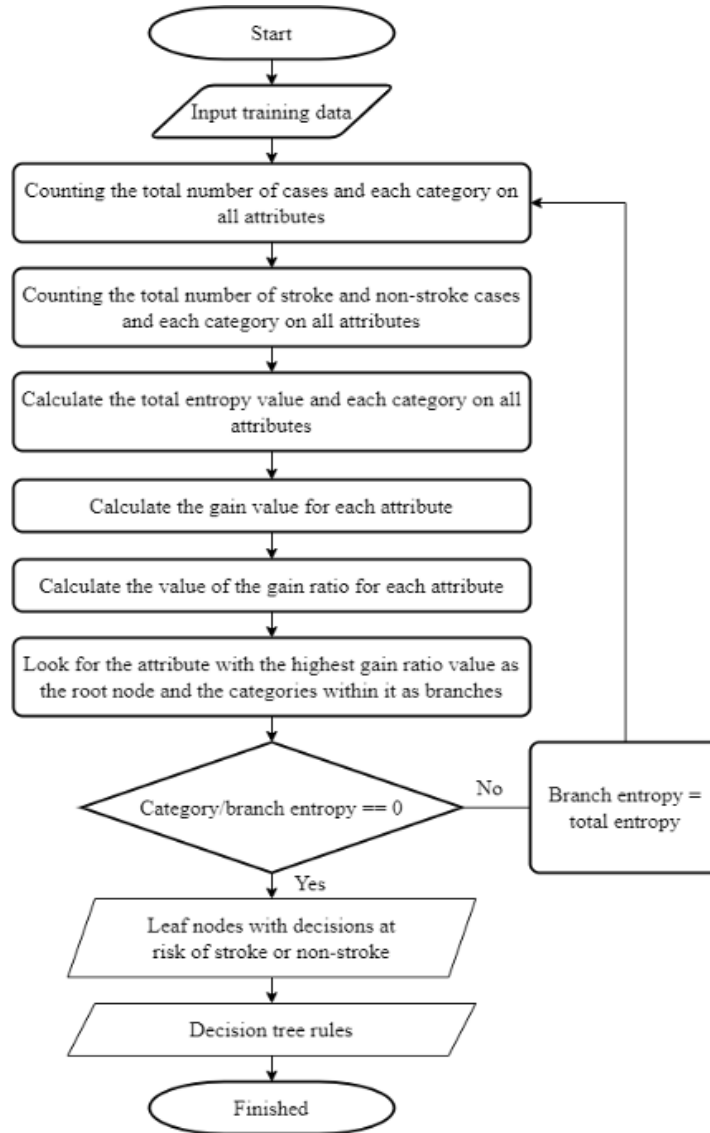 Start
Input training data
Counting the total number of cases and each category on
all attributes
Counting the total number of stroke and non-stroke cases
and each category on all attributes
Calculate the total entropy value and each category on all
attributes
Calculate the gain value for each attribute
Calculate the value of the gain ratio for each attribute
Look for the attribute with the highest gain ratio value as
the root node and the categories within it as branches
Category/branch entropy == 0
No
Branch entropy =
total entropy
Yes
Leaf nodes with decisions at
risk of stroke or non-stroke
Decision tree rules
Finished